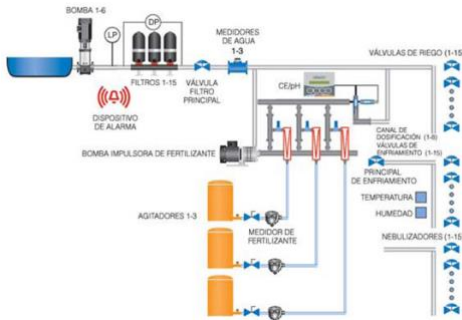 BOMBA 1-6
LP
DP
MEDIDORES
DE AGUA
1-3
VÁLVULAS DE RIEGO (1-15
FILTROS 1-15
VÁLVULA
FILTRO
PRINCIPAL
CE/pH
DISPOSITIVO
DE ALARMA
CANAL DE
DOSIFICACIÓN (1-6)
VÁLVULAS DE
ENFRIAMIENTO (1-15)
BOMBA IMPULSORA DE FERTILIZANTE
PRINCIPAL
DE ENFRIAMIENTO
TEMPERATURA
HUMEDAD
AGITADORES 1-3
MEDIDOR DE
FERTILIZANTE
NEBULIZADORES (1-15